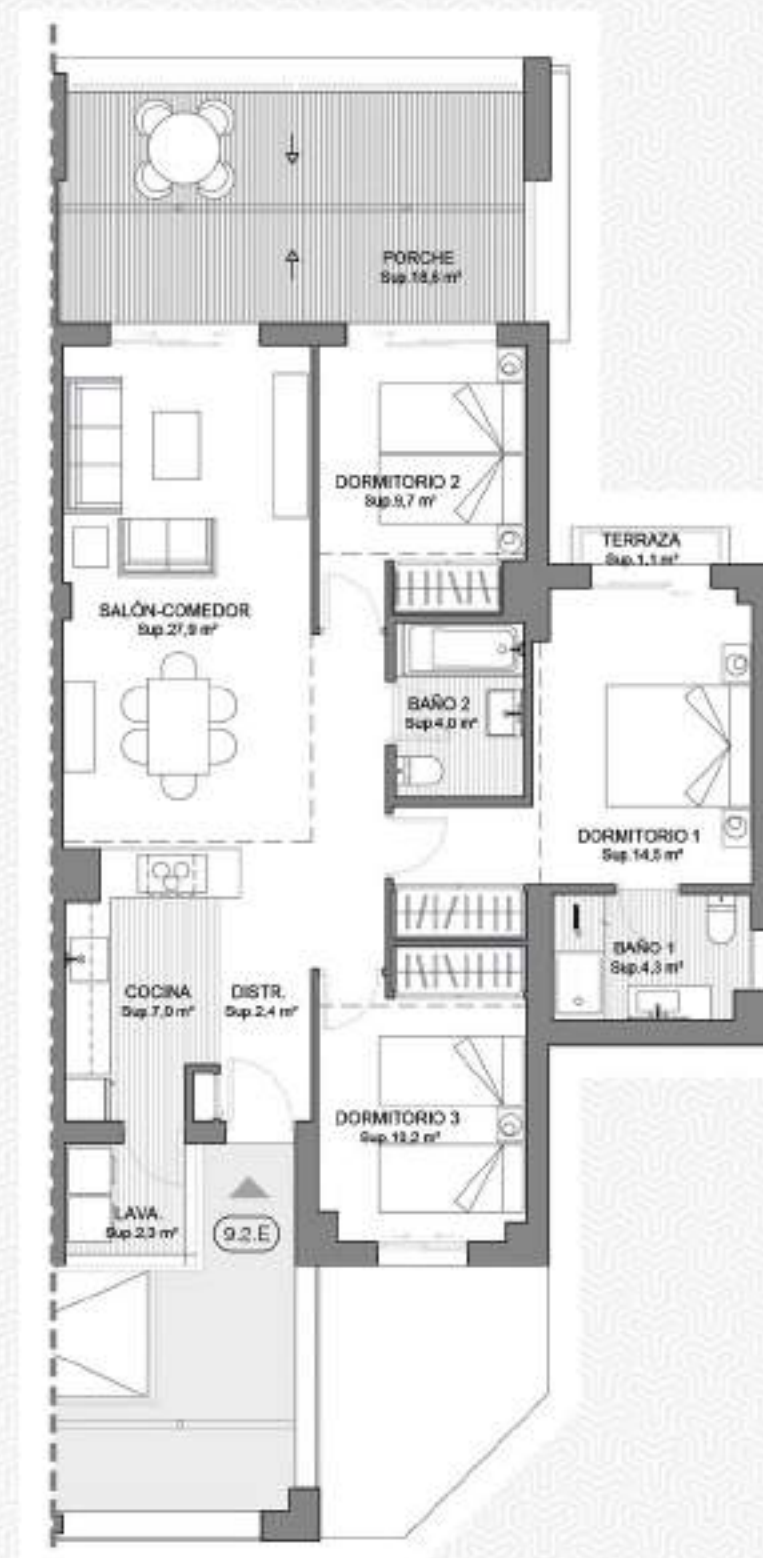 PORCHE
Sup.18,6 m²
DORMITORIO 2
Sup.9,7 m²
TERRAZA
Sup.1,1 m²
SALÓN-COMEDOR
Sup.27,9 m²
BAÑO 2
Sup.4,0 m²
DORMITORIO 1
Sup.14,5 m²
BAÑO 1
Sup.4,3 m²
COCINA
Sup.7,0 m²
DISTR.
Sup.2,4 m²
DORMITORIO 3
Sup.10,2 m²
LAVA.
Sup.2,3 m²
9.2.E